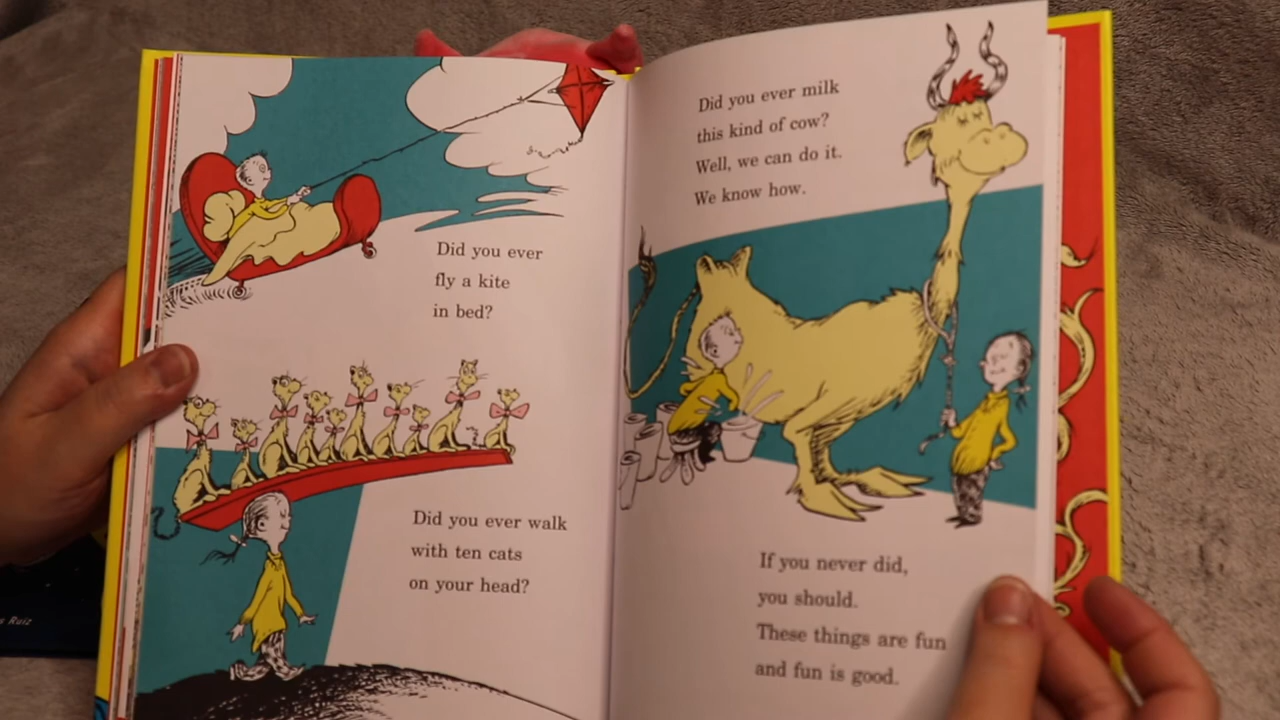 Did you ever
fly a kite
in bed?
Did you ever walk
with ten cats
on your head?
Did you ever milk
this kind of cow?
Well, we can do it.
We know how.
If you never did,
you should.
These things are fun
and fun is good.
Ruiz